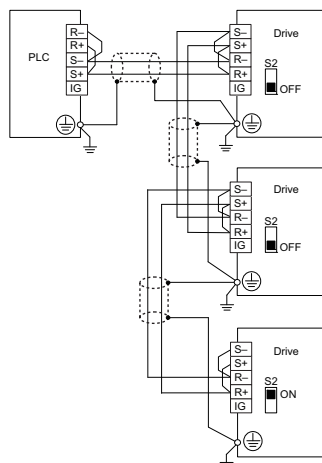 PLC
R–
R+
S–
S+
IG
S–
S+
R–
R+
IG
Drive
S2
OFF
S–
S+
R–
R+
IG
Drive
S2
OFF
S–
S+
R–
R+
IG
Drive
S2
ON